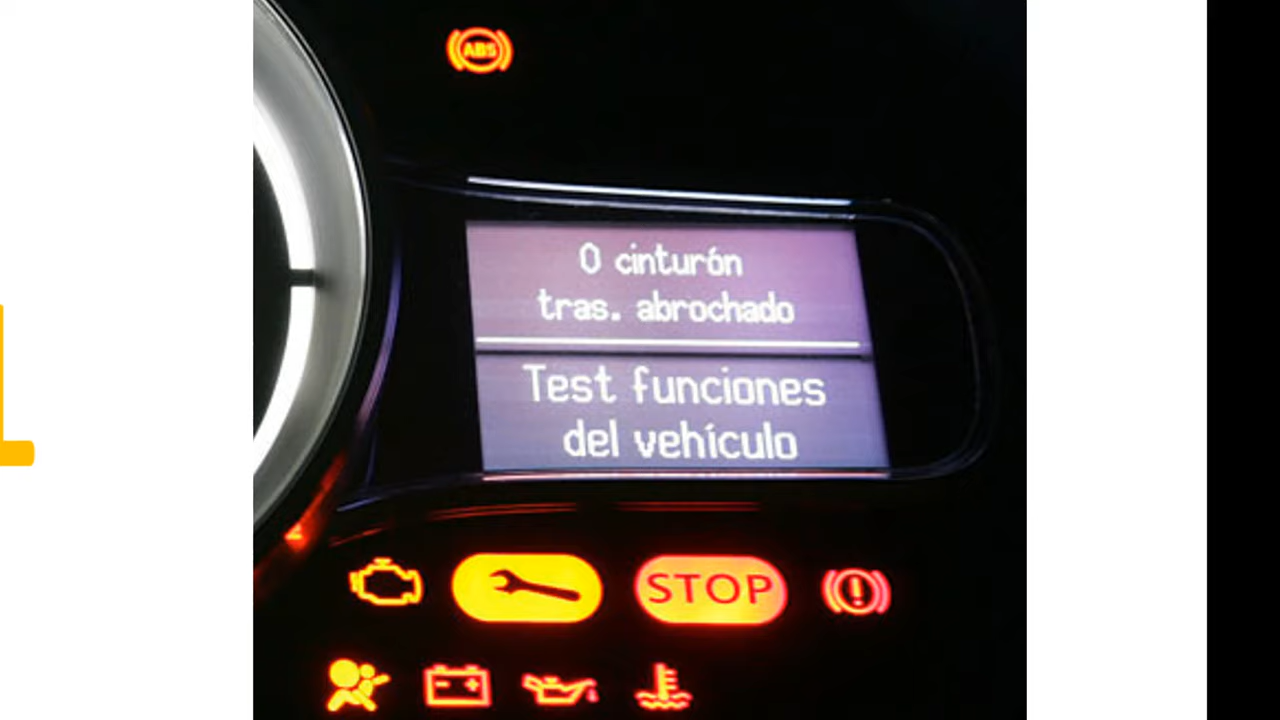 ABS
0 cinturón
tras. abrochado
Test funciones
del vehículo
STOP